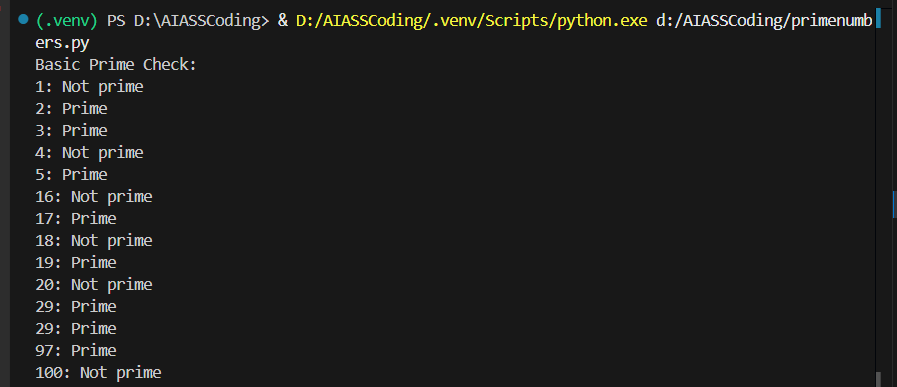 (.venv) PS D:\AIASSCoding> & D:/AIASSCoding/.venv/Scripts/python.exe d:/AIASSCoding/primenumb
ers.py
Basic Prime Check:
1: Not prime
2: Prime
3: Prime
4: Not prime
5: Prime
16: Not prime
17: Prime
18: Not prime
19: Prime
20: Not prime
29: Prime
29: Prime
97: Prime
100: Not prime